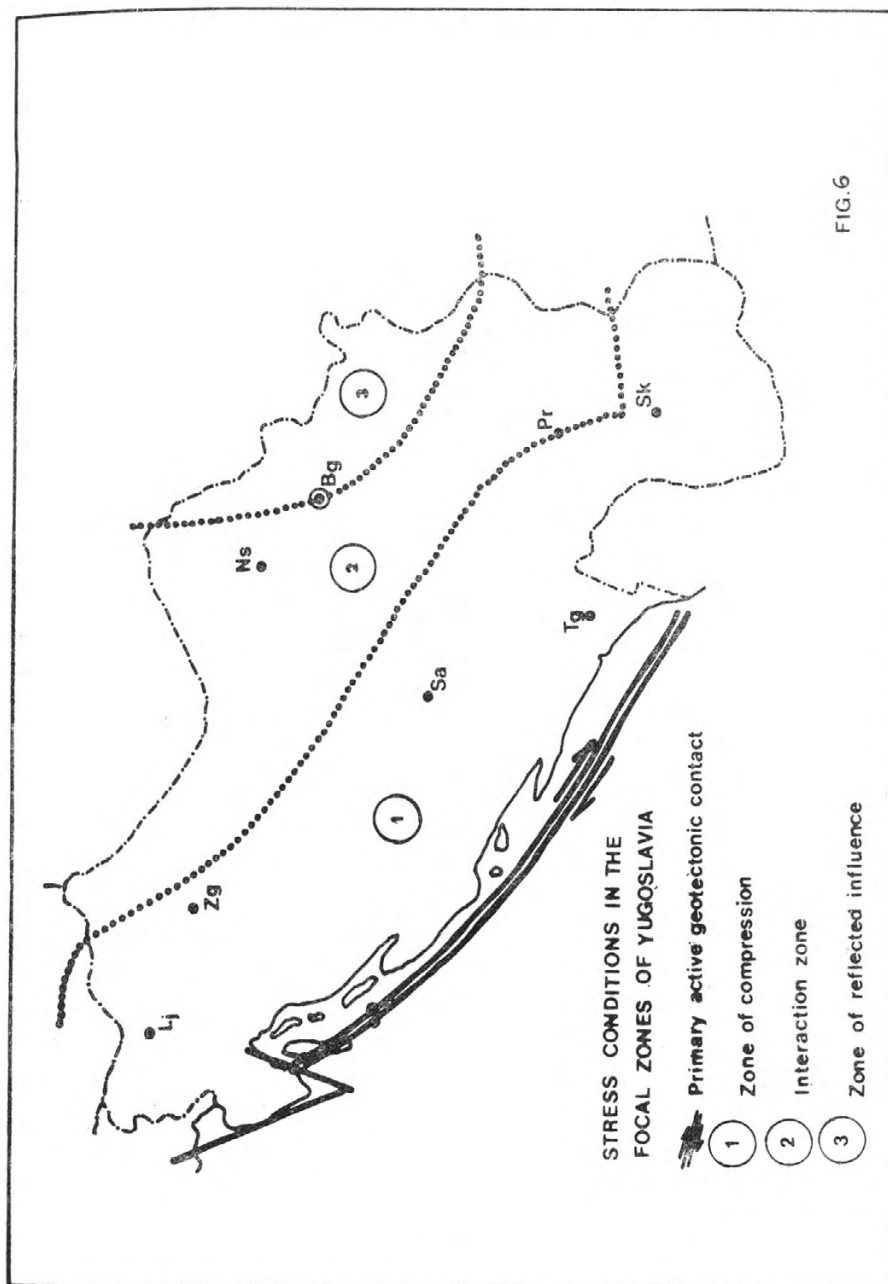 Lj
Zg
Ns
Bg
3
2
1
Sa
Pr
Sk
Tg
STRESS CONDITIONS IN THE
FOCAL ZONES OF YUGOSLAVIA
Primary active geotectonic contact
1 Zone of compression
2 Interaction zone
3 Zone of reflected influence
FIG.6